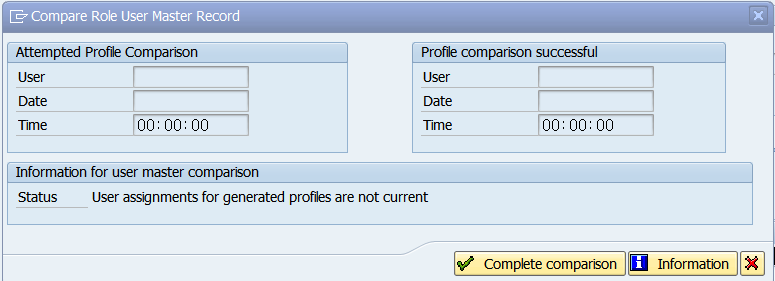 Compare Role User Master Record
Attempted Profile Comparison
User
Date
Time 00:00:00
Profile comparison successful
User
Date
Time 00:00:00
Information for user master comparison
Status User assignments for generated profiles are not current
Complete comparison Information